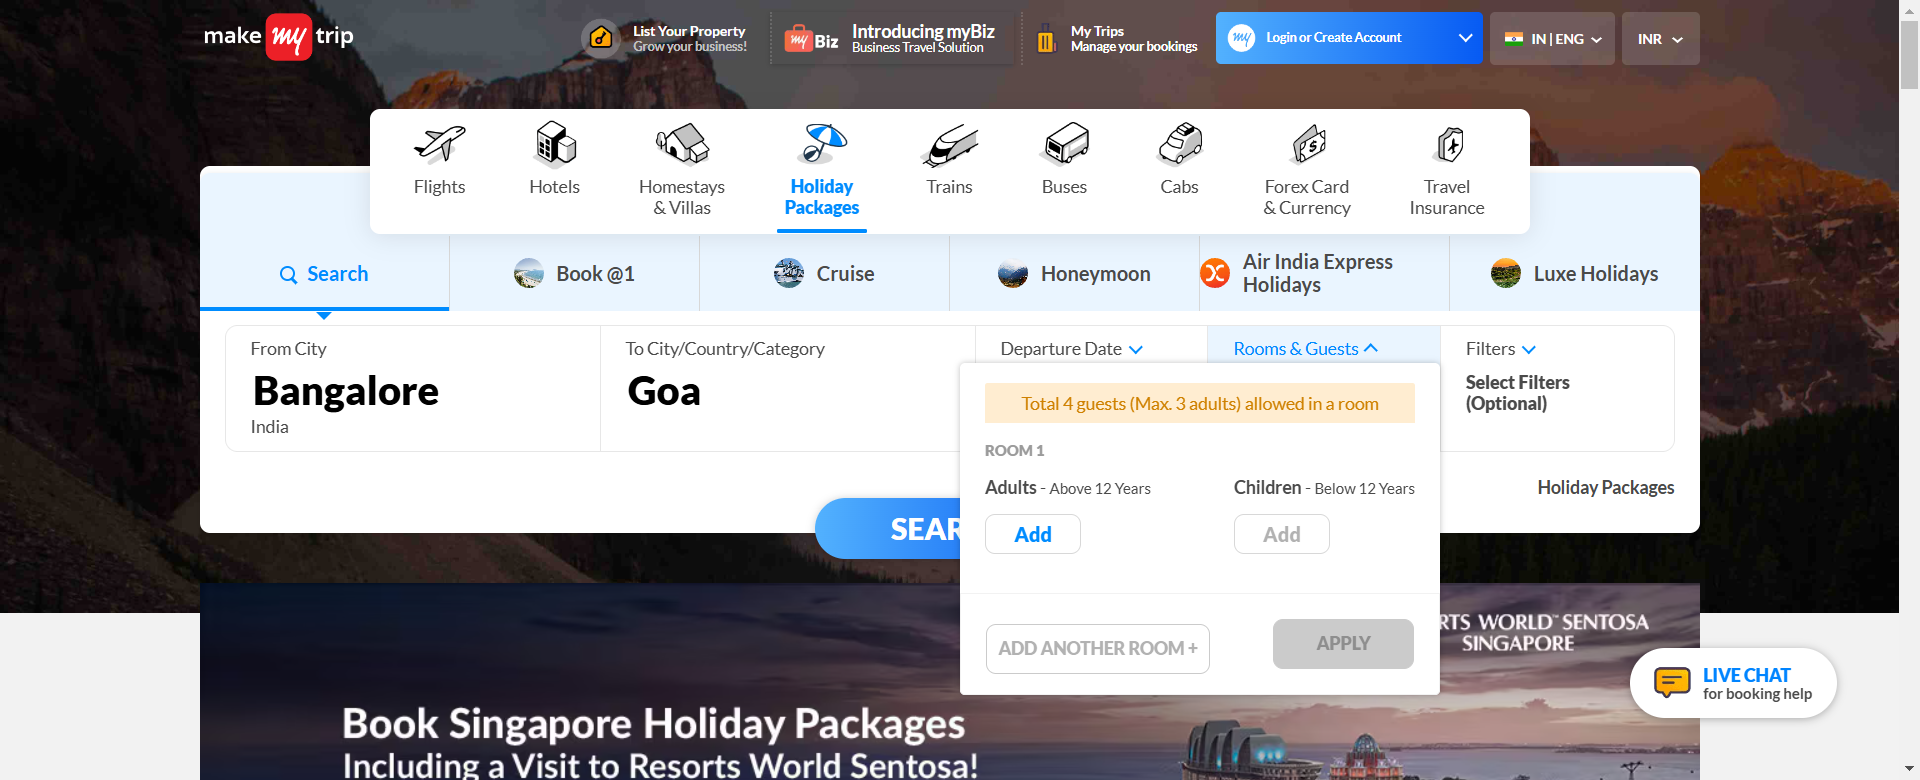 make my trip
List Your Property
Grow your business!
my Biz
Introducing myBiz
Business Travel Solution
My Trips
Manage your bookings
my
Login or Create Account
IN | ENG
INR
Flights
Hotels
Homestays
& Villas
Holiday
Packages
Trains
Buses
Cabs
Forex Card
& Currency
Travel
Insurance
Search
Book @1
Cruise
Honeymoon
Air India Express
Holidays
Luxe Holidays
From City
Bangalore
India
To City/Country/Category
Goa
Departure Date
Rooms & Guests
Filters
Select Filters
(Optional)
Total 4 guests (Max. 3 adults) allowed in a room
ROOM 1
Adults - Above 12 Years
Children - Below 12 Years
Add
Add
ADD ANOTHER ROOM +
APPLY
Holiday Packages
SEAR
RTS WORLD™ SENTOSA
SINGAPORE
LIVE CHAT
for booking help
Book Singapore Holiday Packages
Including a Visit to Resorts World Sentosa!